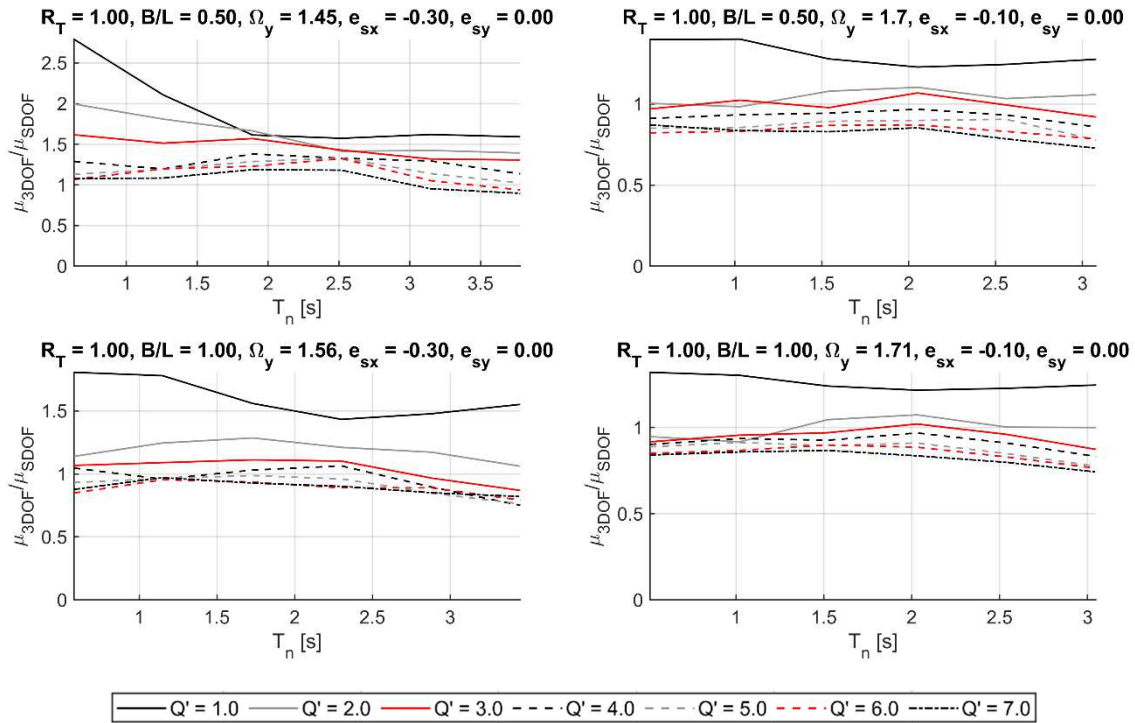 R_T = 1.00, B/L = 0.50, Ω_y = 1.45, e_sx = -0.30, e_sy = 0.00
2.5
2
1.5
1
0.5
0
μ_3DOF/μ_SDOF
1 1.5 2 2.5 3 3.5
T_n [s]
R_T = 1.00, B/L = 0.50, Ω_y = 1.7, e_sx = -0.10, e_sy = 0.00
1
0.5
0
μ_3DOF/μ_SDOF
1 1.5 2 2.5 3
T_n [s]
R_T = 1.00, B/L = 1.00, Ω_y = 1.56, e_sx = -0.30, e_sy = 0.00
1.5
1
0.5
0
μ_3DOF/μ_SDOF
1 1.5 2 2.5 3
T_n [s]
R_T = 1.00, B/L = 1.00, Ω_y = 1.71, e_sx = -0.10, e_sy = 0.00
1
0.5
0
μ_3DOF/μ_SDOF
1 1.5 2 2.5 3
T_n [s]
Q' = 1.0 Q' = 2.0 Q' = 3.0 Q' = 4.0 Q' = 5.0 Q' = 6.0 Q' = 7.0